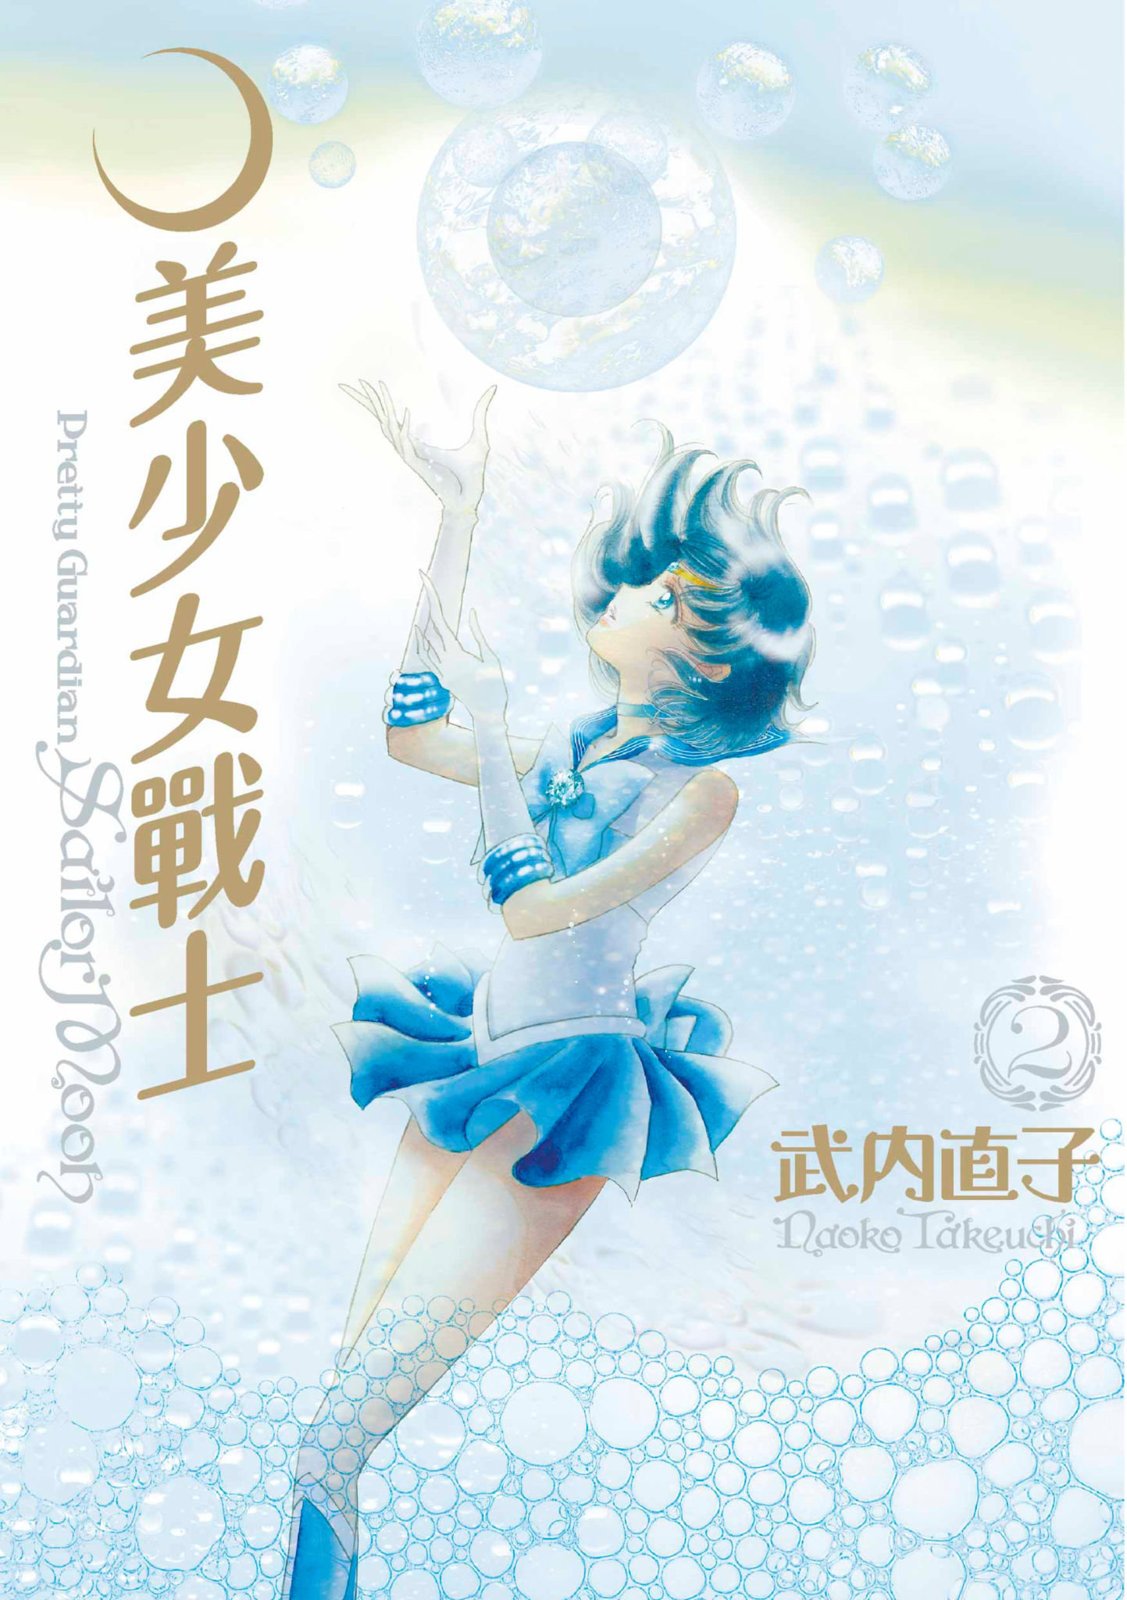 美少女戰士
Pretty Guardian Sailor Moon
2
武内直子
Naoko Takeuchi